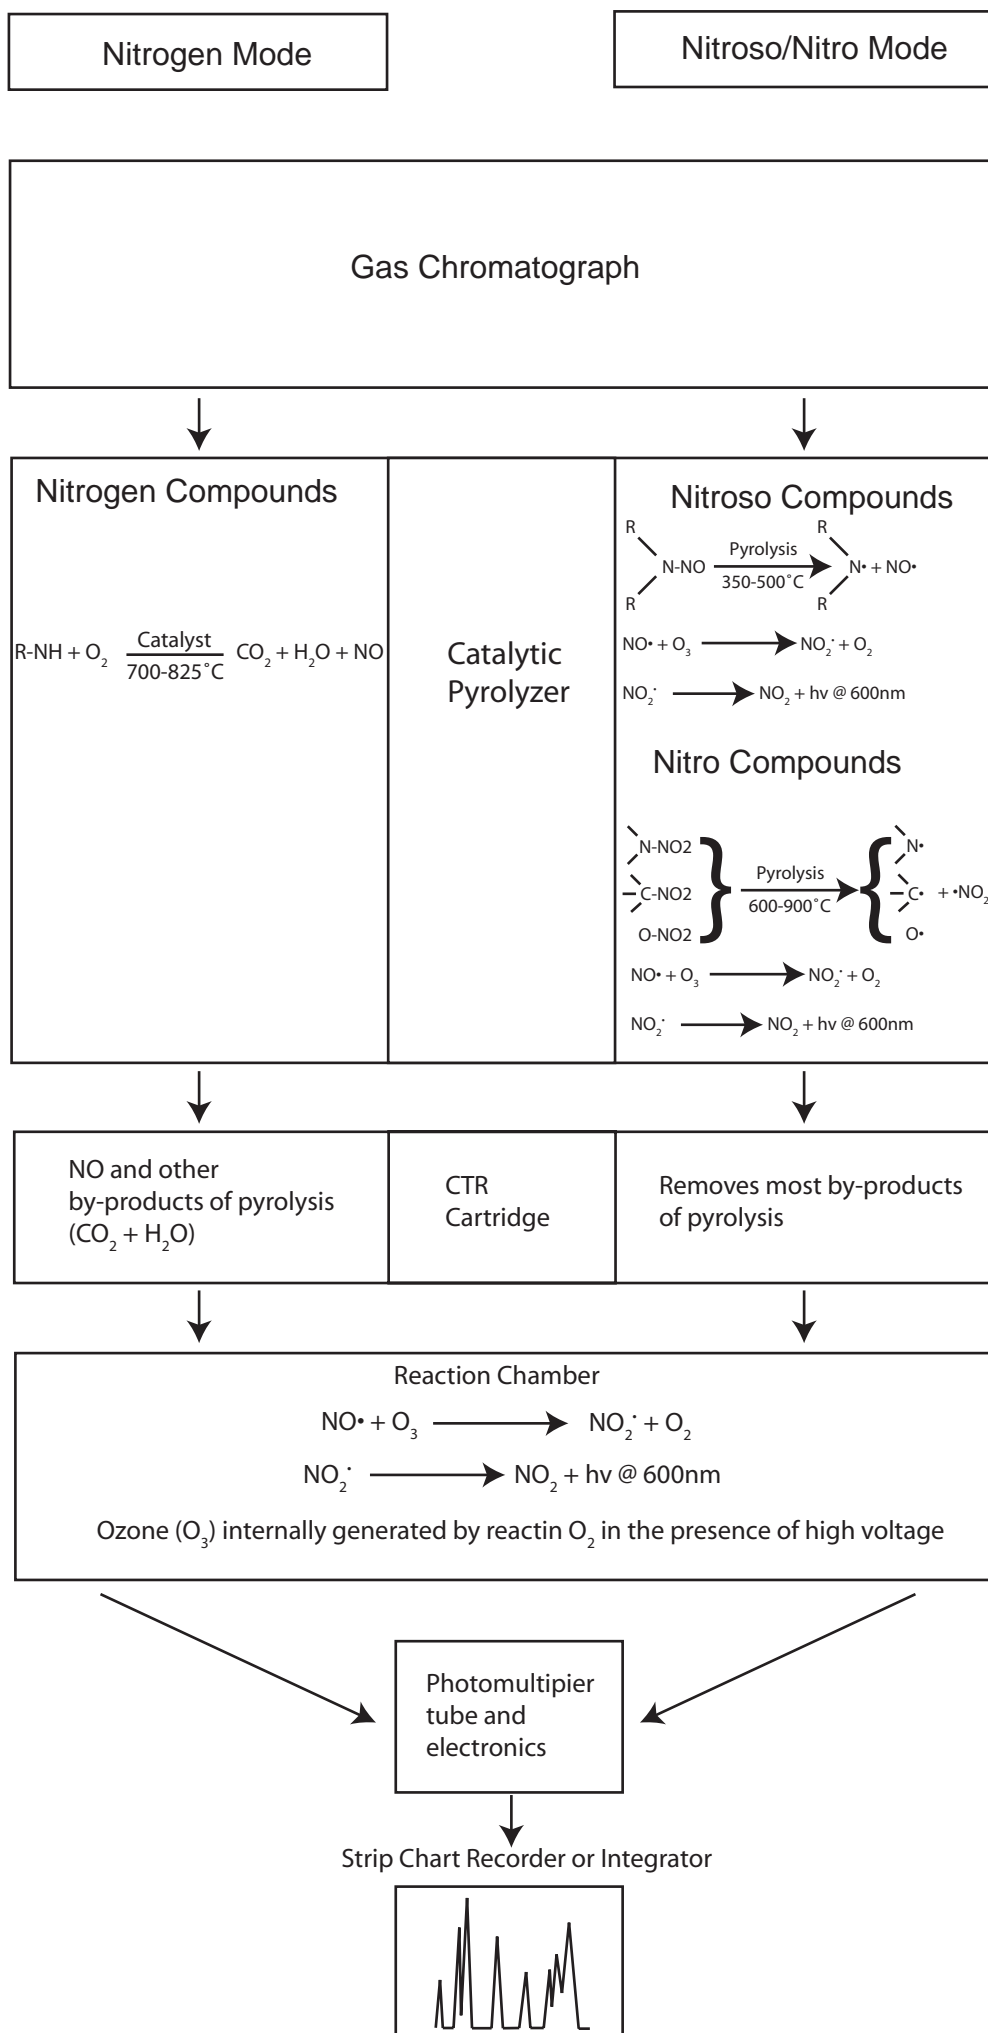 Nitrogen Mode
Nitroso/Nitro Mode
Gas Chromatograph
Nitrogen Compounds
R-NH + O₂ Catalyst 700-825˚C CO₂ + H₂O + NO
Catalytic
Pyrolyzer
Nitroso Compounds
R
R
N-NO
Pyrolysis
350-500˚C
R
R
N• + NO•
NO• + O₃ NO₂˙ + O₂
NO₂˙ NO₂ + hv @ 600nm
Nitro Compounds
N-NO2
C-NO2
O-NO2
Pyrolysis
600-900˚C
N•
C•
O•
+ •NO₂
NO• + O₃ NO₂˙ + O₂
NO₂˙ NO₂ + hv @ 600nm
NO and other
by-products of pyrolysis
(CO₂ + H₂O)
CTR
Cartridge
Removes most by-products
of pyrolysis
Reaction Chamber
NO• + O₃ NO₂˙ + O₂
NO₂˙ NO₂ + hv @ 600nm
Ozone (O₃) internally generated by reactin O₂ in the presence of high voltage
Photomultipier
tube and
electronics
Strip Chart Recorder or Integrator